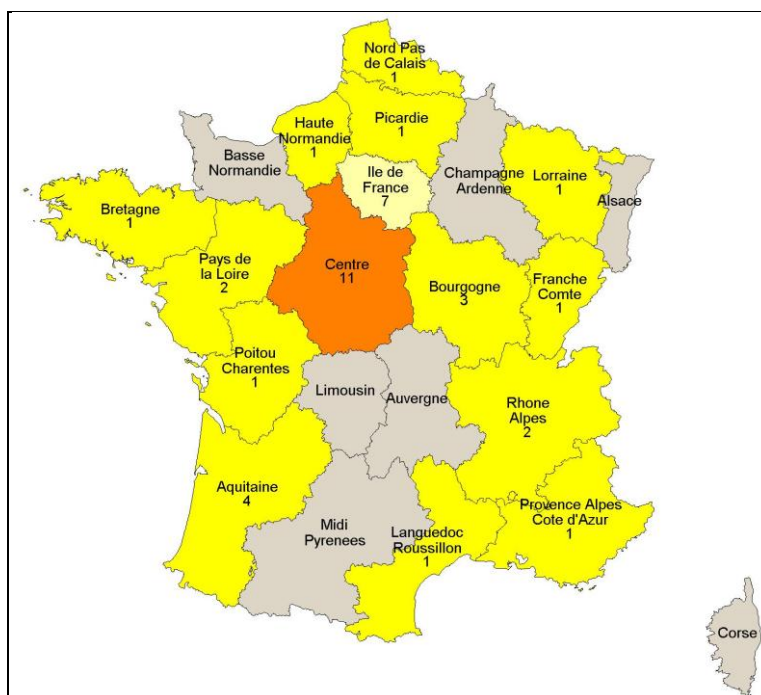 Nord Pas
de Calais
1
Haute
Normandie
1
Picardie
1
Basse
Normandie
Ile de
France
7
Champagne
Ardenne
Lorraine
1
Alsace
Bretagne
1
Pays de
la Loire
2
Centre
11
Bourgogne
3
Franche
Comte
1
Poitou
Charentes
1
Limousin
Auvergne
Rhone
Alpes
2
Aquitaine
4
Midi
Pyrenees
Languedoc
Roussillon
1
Provence Alpes
Cote d'Azur
1
Corse